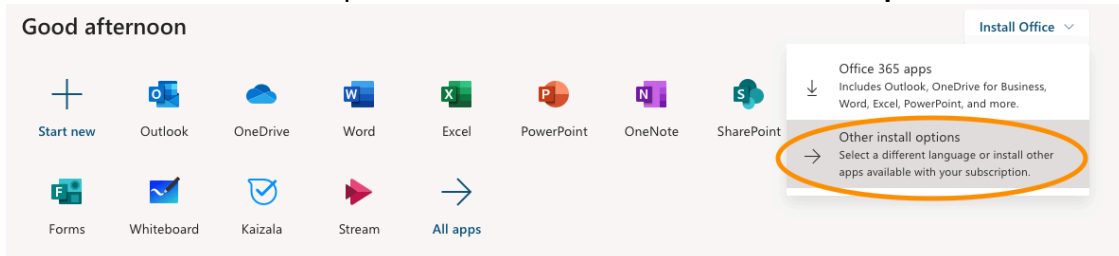 Good afternoon
Install Office
Office 365 apps
Includes Outlook, OneDrive for Business,
Word, Excel, PowerPoint, and more.
Start new Outlook OneDrive Word Excel PowerPoint OneNote SharePoint
Other install options
Select a different language or install other
apps available with your subscription.
Forms Whiteboard Kaizala Stream All apps